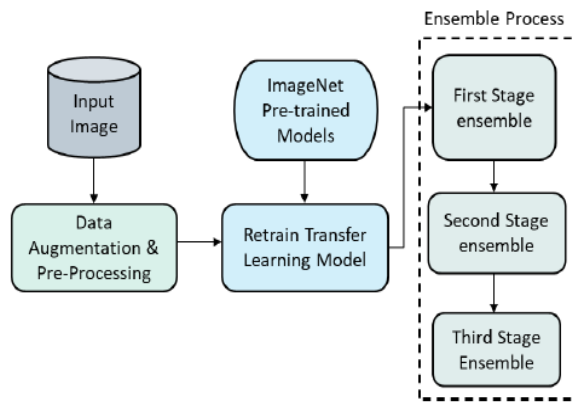 Ensemble Process
Input
Image
ImageNet
Pre-trained
Models
First Stage
ensemble
Data
Augmentation &
Pre-Processing
Retrain Transfer
Learning Model
Second Stage
ensemble
Third Stage
Ensemble